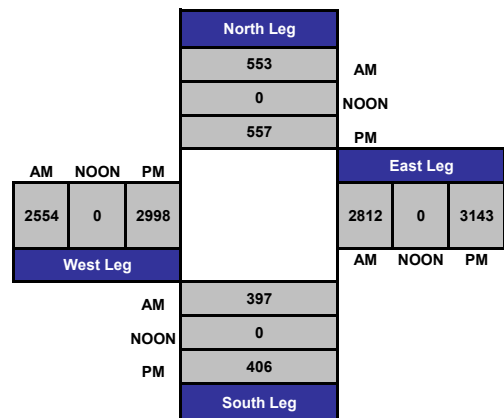 North Leg
553 AM
0 NOON
557 PM
AM NOON PM
East Leg
2554 0 2998
2812 0 3143
West Leg
AM NOON PM
AM 397
NOON 0
PM 406
South Leg